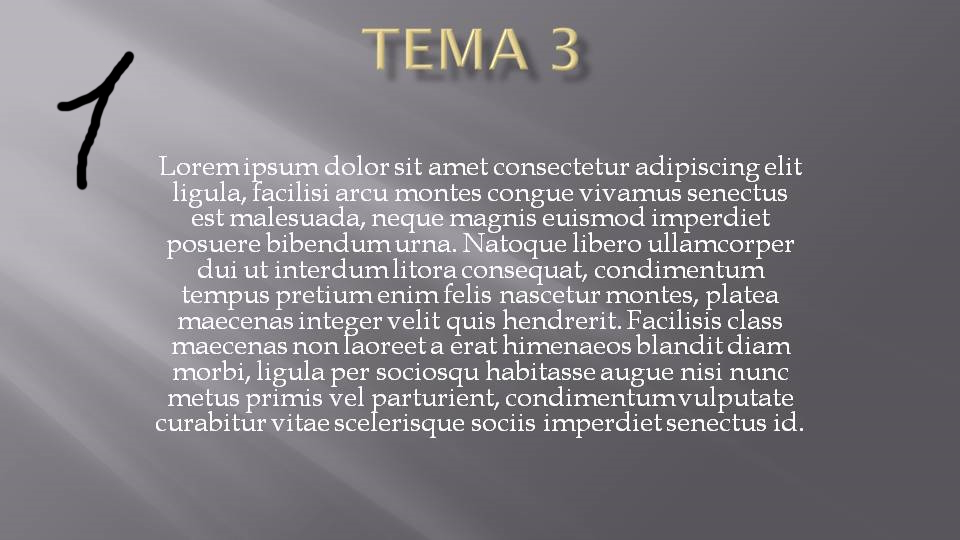 TEMA 3
1
Lorem ipsum dolor sit amet consectetur adipiscing elit
ligula, facilisi arcu montes congue vivamus senectus
est malesuada, neque magnis euismod imperdiet
posuere bibendum urna. Natoque libero ullamcorper
dui ut interdum litora consequat, condimentum
tempus pretium enim felis nascetur montes, platea
maecenas integer velit quis hendrerit. Facilisis class
maecenas non laoreet a erat himenaeos blandit diam
morbi, ligula per sociosqu habitasse augue nisi nunc
metus primis vel parturient, condimentum vulputate
curabitur vitae scelerisque sociis imperdiet senectus id.